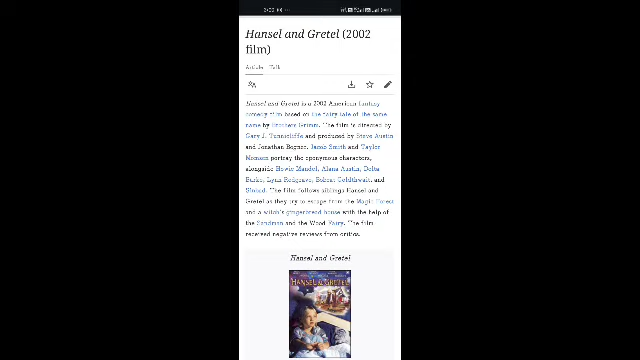 Hansel and Gretel (2002
film)
Article Talk
Hansel and Gretel is a 2002 American fantasy
comedy film based on the fairy tale of the same
name by Brothers Grimm. The film is directed by
Gary J. Tunnicliffe and produced by Steve Austin
and Jonathan Bogner. Jacob Smith and Taylor
Momsen portray the eponymous characters,
alongside Howie Mandel, Alana Austin, Delta
Burke, Lynn Redgrave, Bobcat Goldthwait, and
Sinbad. The film follows siblings Hansel and
Gretel as they try to escape from the Magic Forest
and a witch's gingerbread house with the help of
the Sandman and the Wood Fairy. The film
received negative reviews from critics.
Hansel and Gretel
HANSEL & GRETEL